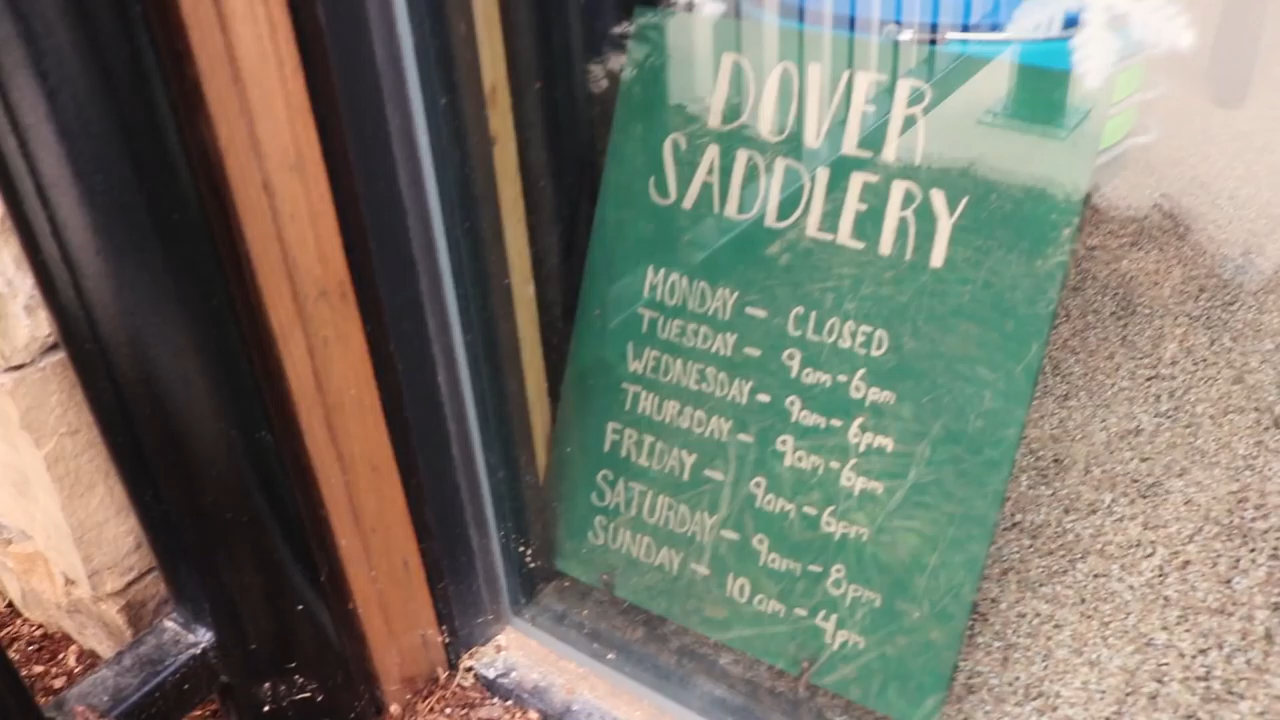 DOVER
SADDLERY
MONDAY - CLOSED
TUESDAY - 9am-6pm
WEDNESDAY - 9am-6pm
THURSDAY - 9am-6pm
FRIDAY - 9am-6pm
SATURDAY - 9am-8pm
SUNDAY - 10am-4pm